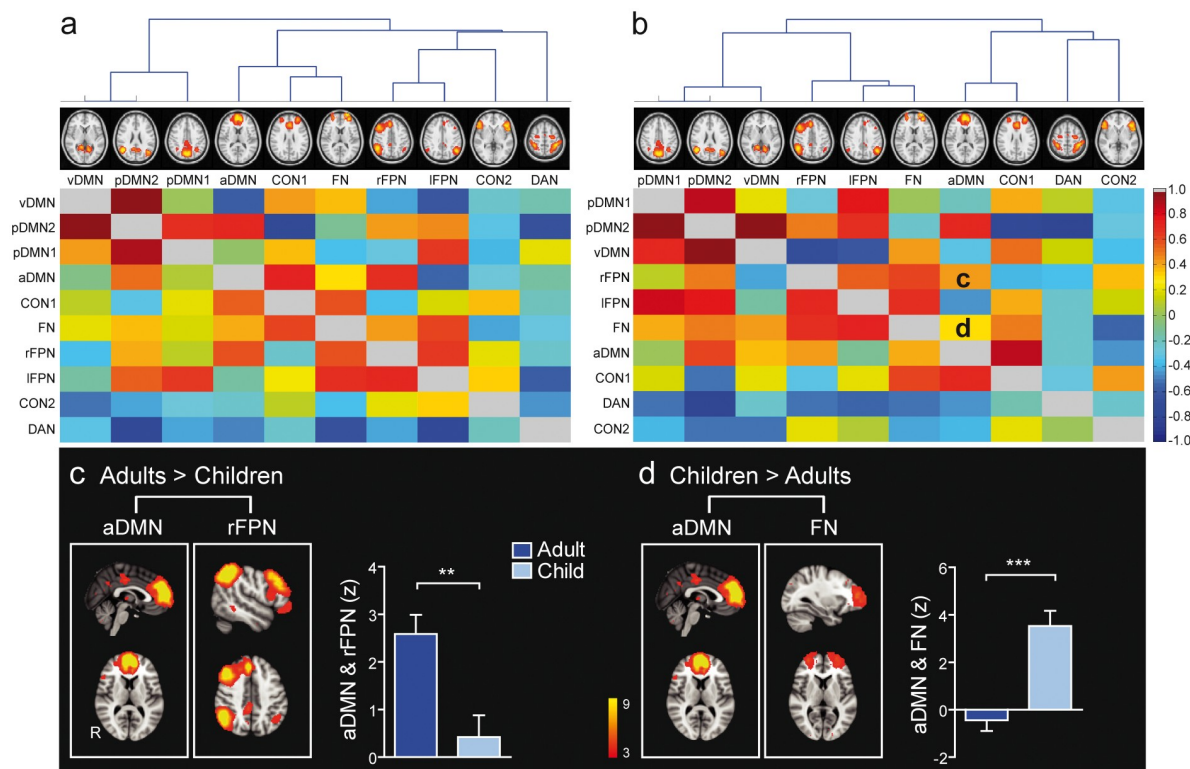 a
vDMN pDMN2 pDMN1 aDMN CON1 FN rFPN lFPN CON2 DAN
vDMN
pDMN2
pDMN1
aDMN
CON1
FN
rFPN
lFPN
CON2
DAN
b
pDMN1 pDMN2 vDMN rFPN lFPN FN aDMN CON1 DAN CON2
pDMN1
pDMN2
vDMN
rFPN c
lFPN
FN d
aDMN
CON1
DAN
CON2
1.0
0.8
0.6
0.4
0.2
0
-0.2
-0.4
-0.6
-0.8
-1.0
c Adults > Children
aDMN rFPN
R
Adult
Child
aDMN & rFPN (z)
4
3
2
1
0
**
9
3
d Children > Adults
aDMN FN
aDMN & FN (z)
6
4
2
0
-2
***